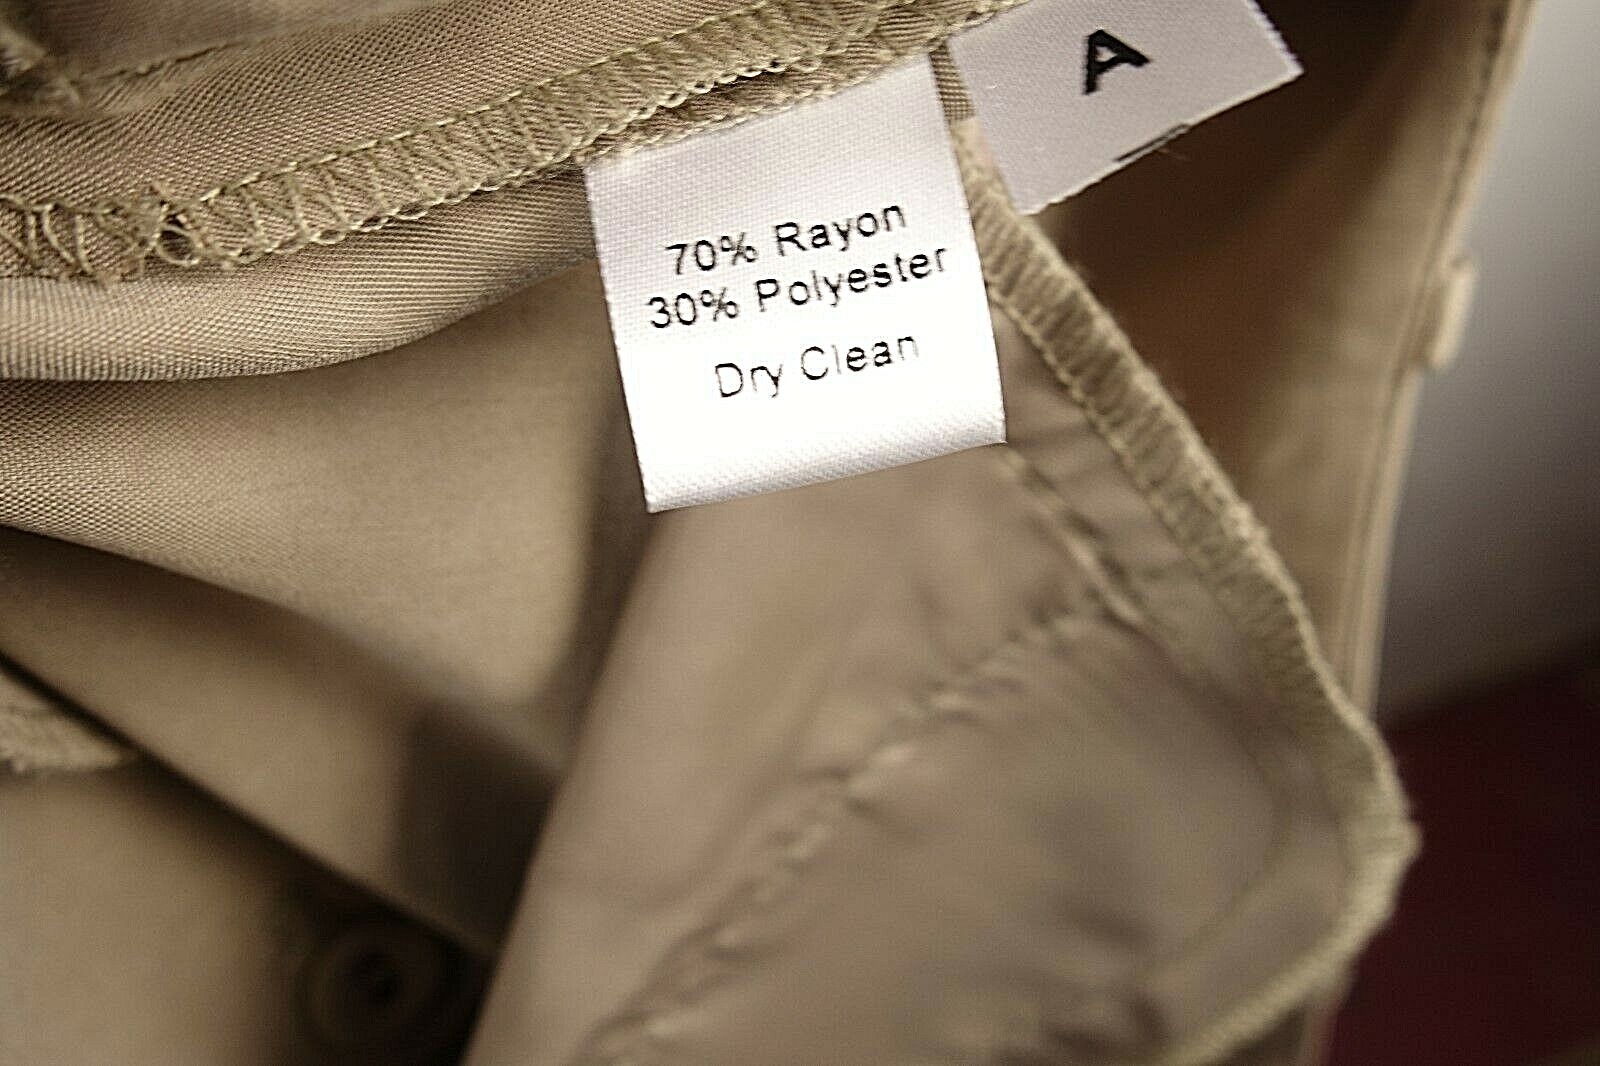 A
70% Rayon
30% Polyester
Dry Clean